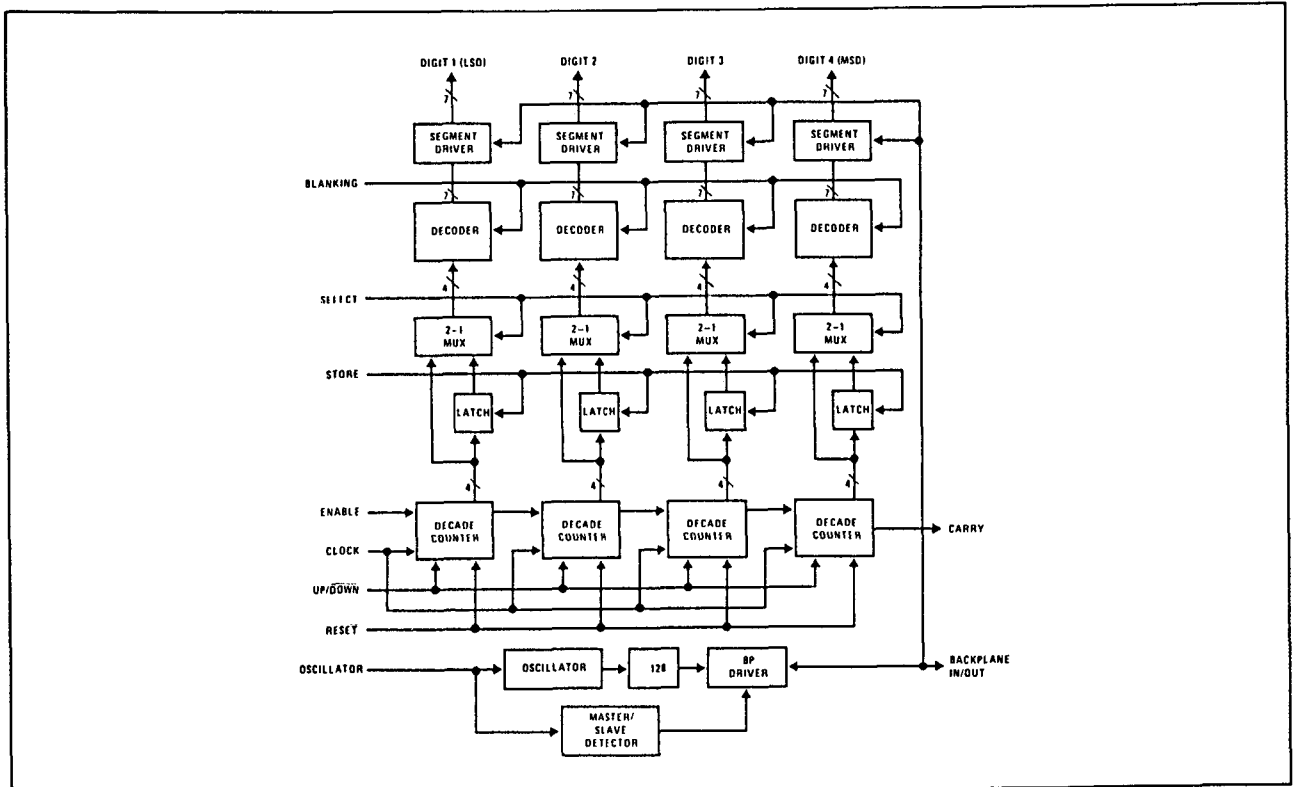 DIGIT 1 (LSD) DIGIT 2 DIGIT 3 DIGIT 4 (MSD)
7 7 7 7
SEGMENT DRIVER SEGMENT DRIVER SEGMENT DRIVER SEGMENT DRIVER
BLANKING
7 7 7 7
DECODER DECODER DECODER DECODER
4 4 4 4
SELECT
2-1 MUX 2-1 MUX 2-1 MUX 2-1 MUX
STORE
LATCH LATCH LATCH LATCH
4 4 4 4
ENABLE
DECADE COUNTER DECADE COUNTER DECADE COUNTER DECADE COUNTER
CARRY
CLOCK
UP/DOWN
RESET
OSCILLATOR
OSCILLATOR 128 BP DRIVER
BACKPLANE IN/OUT
MASTER/ SLAVE DETECTOR